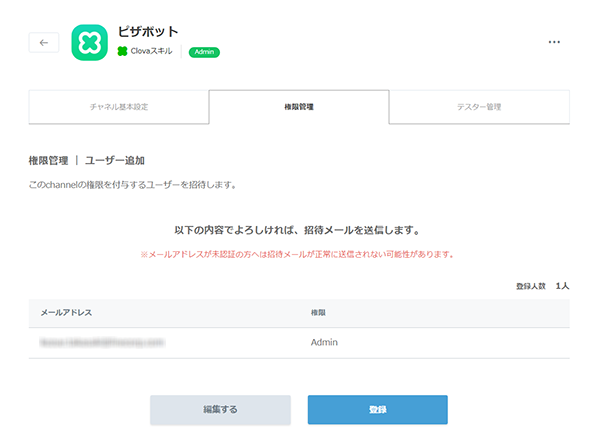 ピザボット
Clovaスキル Admin
チャネル基本設定 権限管理 テスター管理
権限管理 | ユーザー追加
このchannelの権限を付与するユーザーを招待します。
以下の内容でよろしければ、招待メールを送信します。
※メールアドレスが未認証の方へは招待メールが正常に送信されない可能性があります。
登録人数 1人
メールアドレス 権限
Admin
編集する 登録